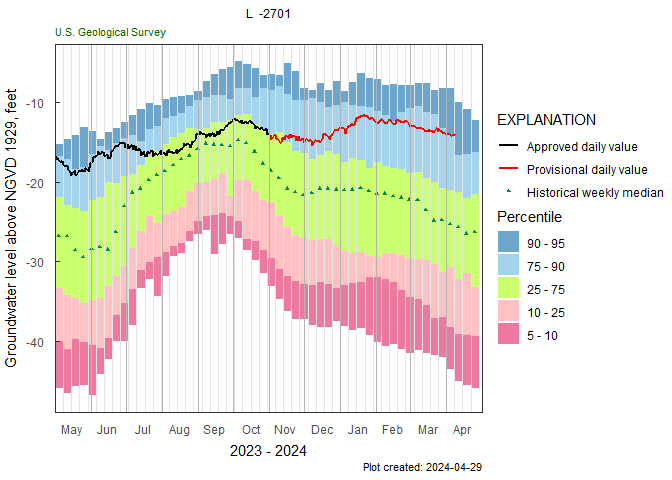 L -2701
U.S. Geological Survey
Groundwater level above NGVD 1929, feet
-10
-20
-30
-40
May Jun Jul Aug Sep Oct Nov Dec Jan Feb Mar Apr
2023 - 2024
Plot created: 2024-04-29
EXPLANATION
Approved daily value
Provisional daily value
Historical weekly median
Percentile
90 - 95
75 - 90
25 - 75
10 - 25
5 - 10